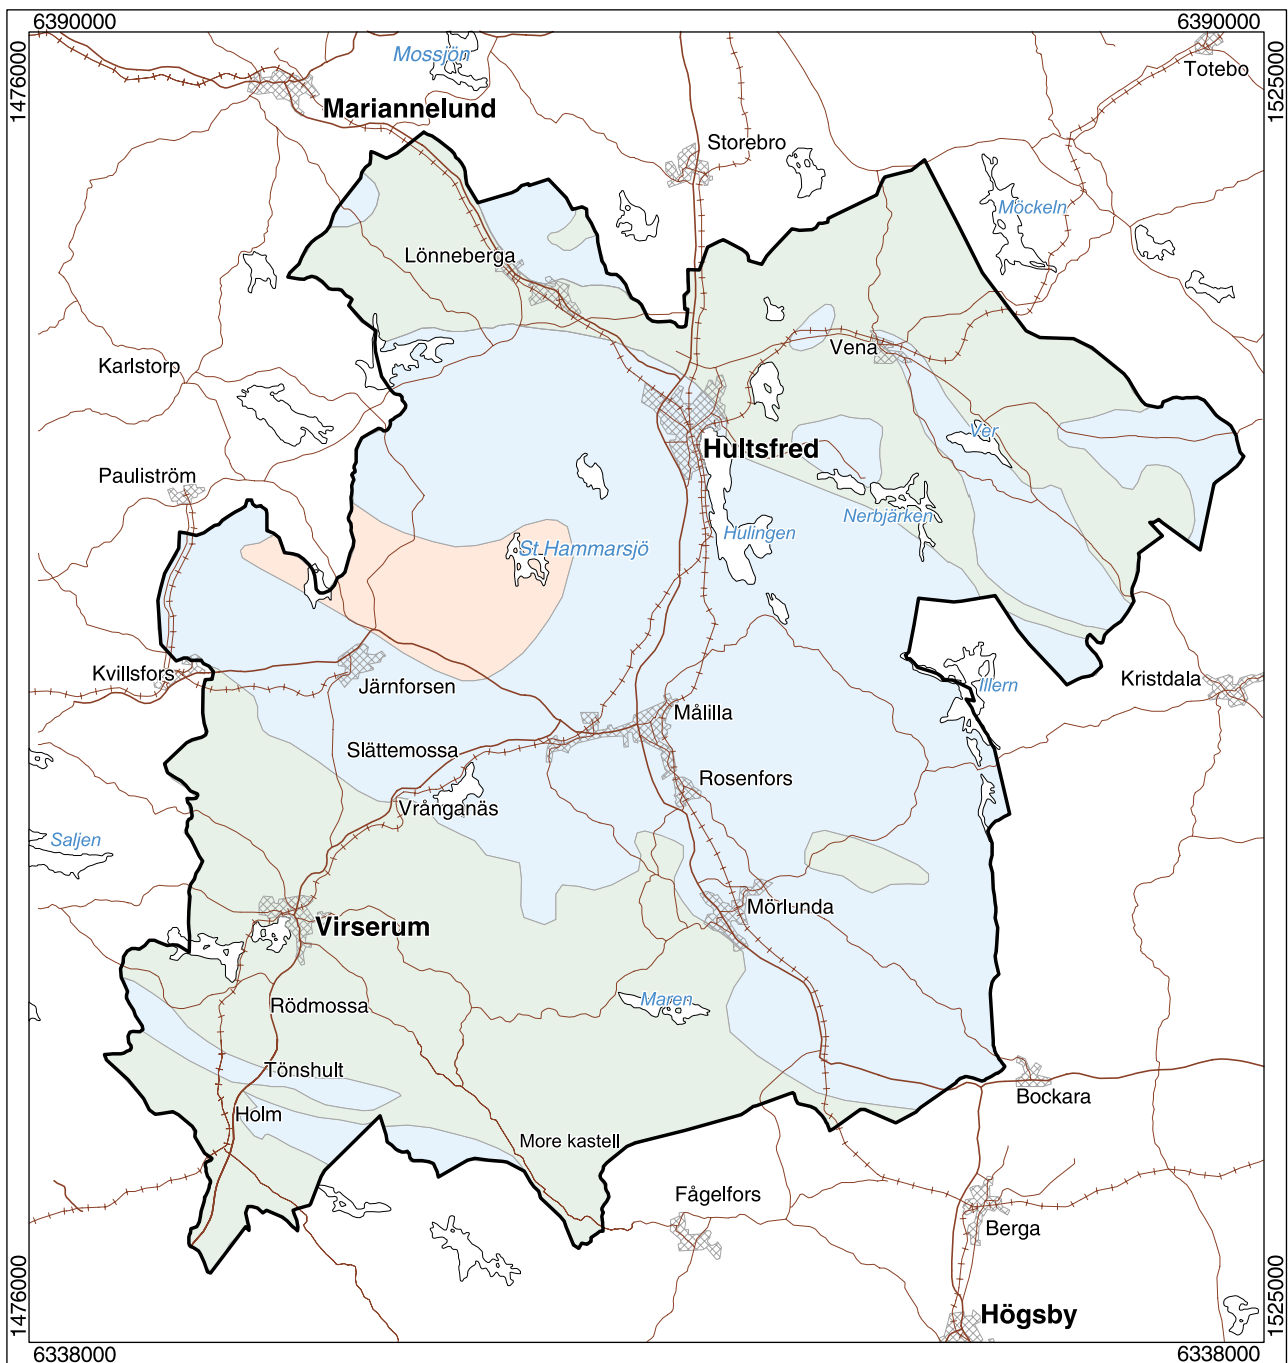 6390000
6390000
1476000
1525000
Mossjön
Totebo
Mariannelund
Storebro
Möckeln
Lönneberga
Vena
Karlstorp
Ver
Hultsfred
Pauliström
Nerbjärken
Hulingen
St Hammarsjö
Kvillsfors
Järnforsen
Illern
Kristdala
Målilla
Slättemossa
Rosenfors
Vrånganäs
Saljen
Mörlunda
Virserum
Maren
Rödmossa
Tönshult
Bockara
Holm
More kastell
Fågelfors
Berga
Högsby
1476000
1525000
6338000
6338000